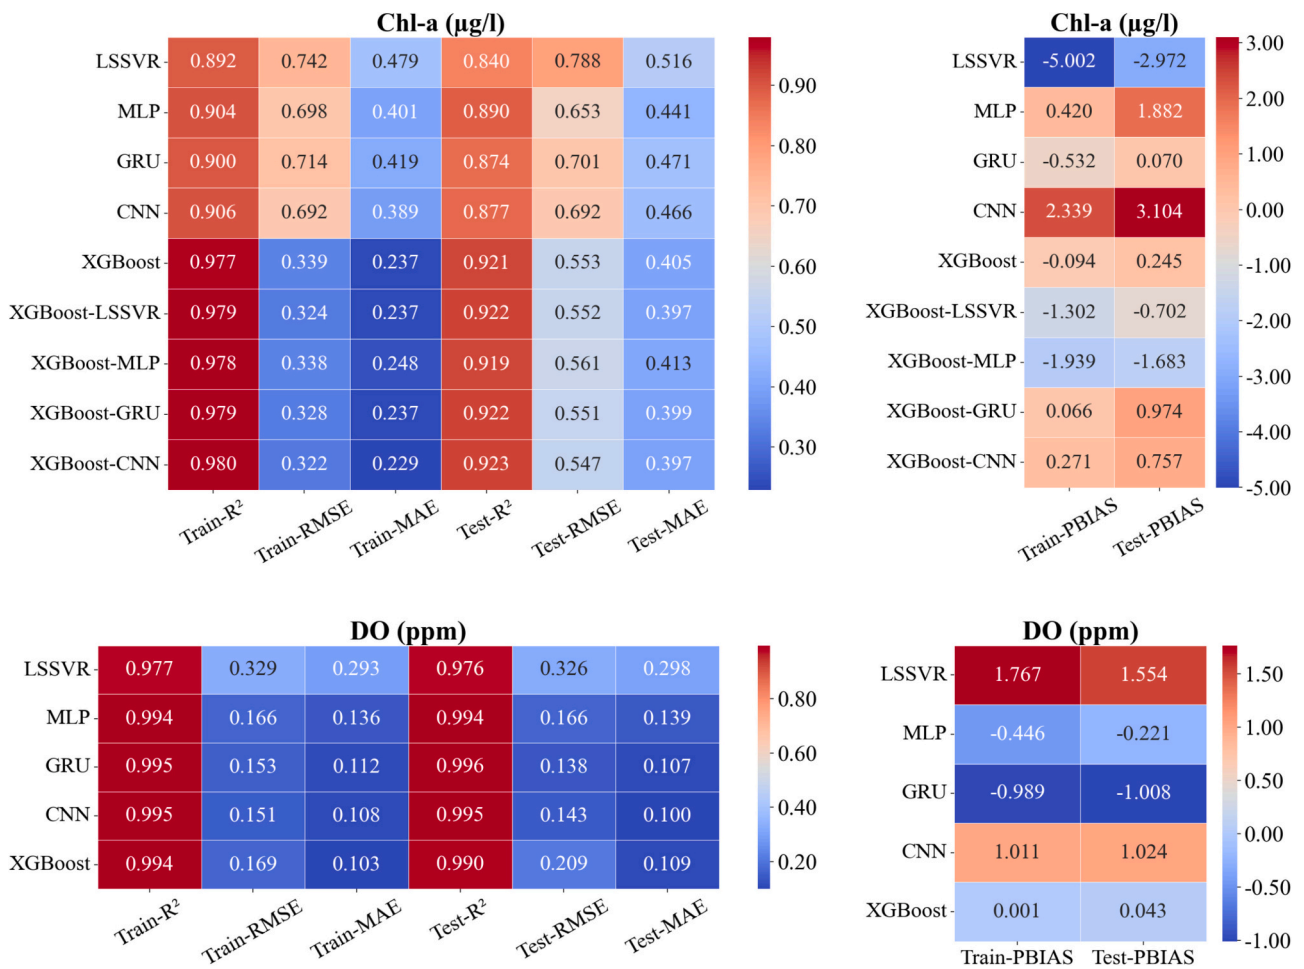 Chl-a (µg/l)
LSSVR 0.892 0.742 0.479 0.840 0.788 0.516
MLP 0.904 0.698 0.401 0.890 0.653 0.441
GRU 0.900 0.714 0.419 0.874 0.701 0.471
CNN 0.906 0.692 0.389 0.877 0.692 0.466
XGBoost 0.977 0.339 0.237 0.921 0.553 0.405
XGBoost-LSSVR 0.979 0.324 0.237 0.922 0.552 0.397
XGBoost-MLP 0.978 0.338 0.248 0.919 0.561 0.413
XGBoost-GRU 0.979 0.328 0.237 0.922 0.551 0.399
XGBoost-CNN 0.980 0.322 0.229 0.923 0.547 0.397
Train-R² Train-RMSE Train-MAE Test-R² Test-RMSE Test-MAE
0.90
0.80
0.70
0.60
0.50
0.40
0.30
Chl-a (µg/l)
LSSVR -5.002 -2.972
MLP 0.420 1.882
GRU -0.532 0.070
CNN 2.339 3.104
XGBoost -0.094 0.245
XGBoost-LSSVR -1.302 -0.702
XGBoost-MLP -1.939 -1.683
XGBoost-GRU 0.066 0.974
XGBoost-CNN 0.271 0.757
Train-PBIAS Test-PBIAS
3.00
2.00
1.00
0.00
-1.00
-2.00
-3.00
-4.00
-5.00
DO (ppm)
LSSVR 0.977 0.329 0.293 0.976 0.326 0.298
MLP 0.994 0.166 0.136 0.994 0.166 0.139
GRU 0.995 0.153 0.112 0.996 0.138 0.107
CNN 0.995 0.151 0.108 0.995 0.143 0.100
XGBoost 0.994 0.169 0.103 0.990 0.209 0.109
Train-R² Train-RMSE Train-MAE Test-R² Test-RMSE Test-MAE
0.80
0.60
0.40
0.20
DO (ppm)
LSSVR 1.767 1.554
MLP -0.446 -0.221
GRU -0.989 -1.008
CNN 1.011 1.024
XGBoost 0.001 0.043
Train-PBIAS Test-PBIAS
1.50
1.00
0.50
0.00
-0.50
-1.00